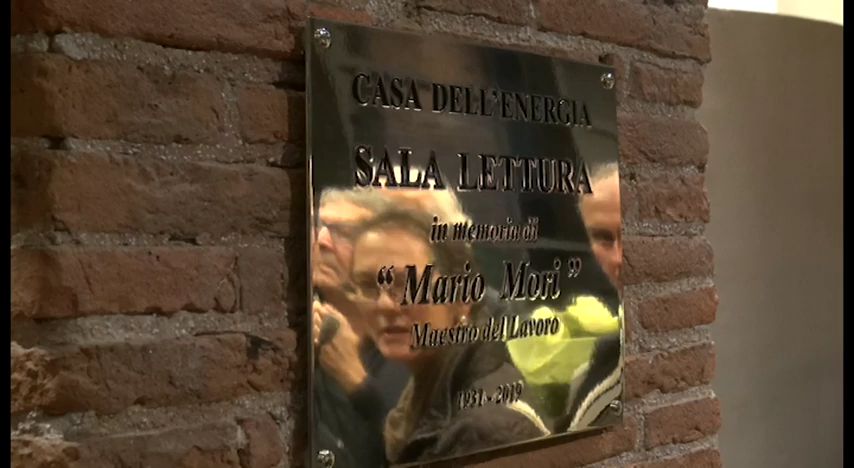 CASA DELL'ENERGIA
SALA LETTURA
in memoria di
“ Mario Mori ”
Maestro del Lavoro
1931 - 2019